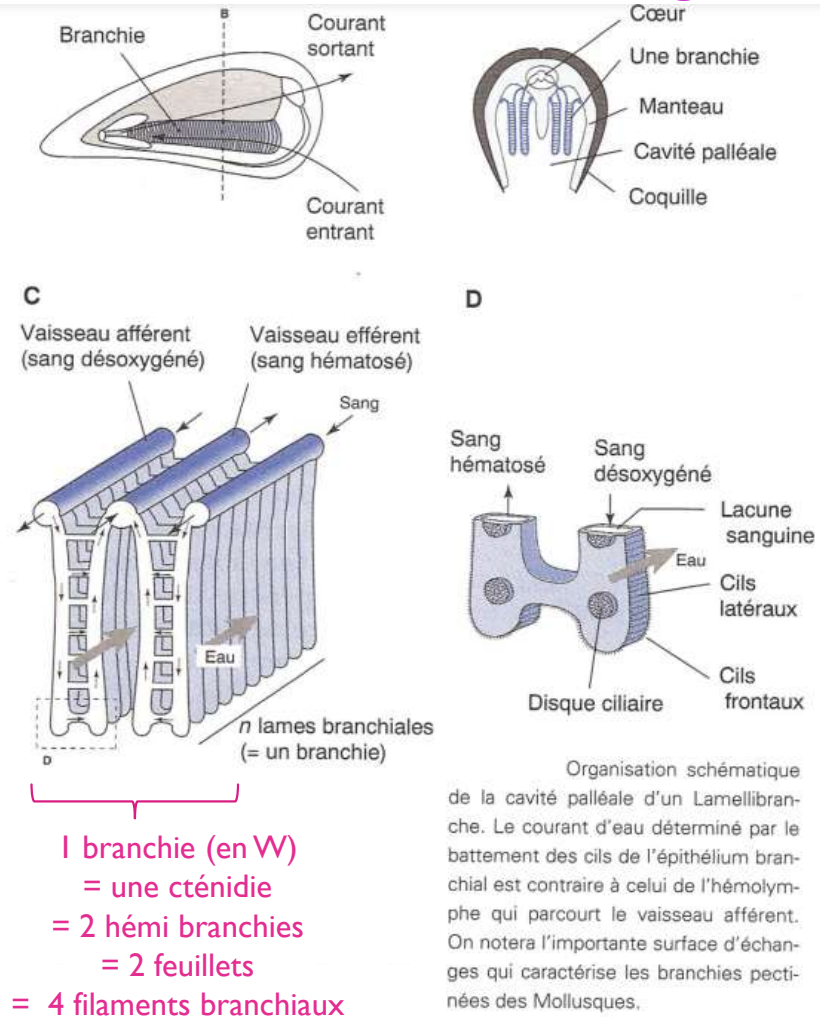 B
Branchie
Courant
sortant
Courant
entrant
Cœur
Une branchie
Manteau
Cavité palléale
Coquille
C
Vaisseau afférent
(sang désoxygéné)
Vaisseau efférent
(sang hématosé)
Sang
Eau
n lames branchiales
(= un branchie)
D
D
Sang
hématosé
Sang
désoxygéné
Lacune
sanguine
Eau
Cils
latéraux
Cils
frontaux
Disque ciliaire
1 branchie (en W)
= une cténidie
= 2 hémi branchies
= 2 feuillets
= 4 filaments branchiaux
Organisation schématique
de la cavité palléale d'un Lamellibran-
che. Le courant d'eau déterminé par le
battement des cils de l'épithélium bran-
chial est contraire à celui de l'hémolym-
phe qui parcourt le vaisseau afférent.
On notera l'importante surface d'échan-
ges qui caractérise les branchies pecti-
nées des Mollusques.